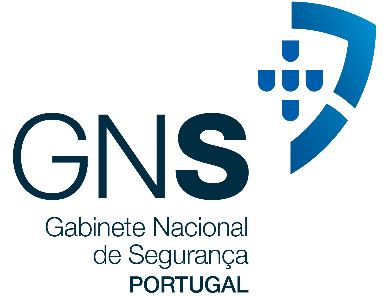 GNS
Gabinete Nacional
de Segurança
PORTUGAL